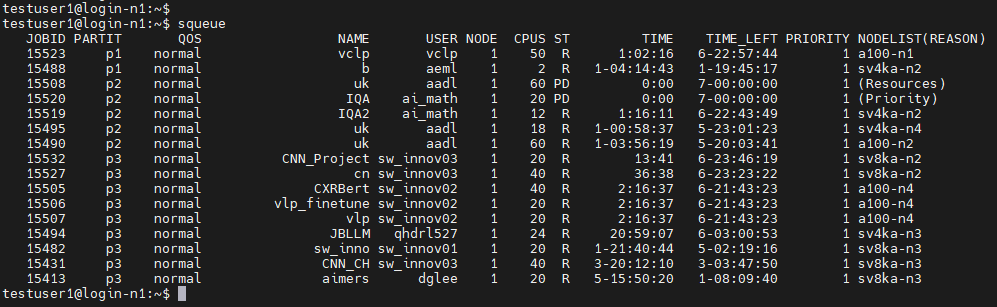 testuser1@login-n1:~$
testuser1@login-n1:~$ squeue
JOBID PARTIT QOS NAME USER NODE CPUS ST TIME TIME_LEFT PRIORITY NODELIST(REASON)
15523 p1 normal vclp vclp 1 50 R 1:02:16 6-22:57:44 1 a100-n1
15488 p1 normal b aeml 1 2 R 1-04:14:43 1-19:45:17 1 sv4ka-n2
15508 p2 normal uk aadl 1 60 PD 0:00 7-00:00:00 1 (Resources)
15520 p2 normal IQA ai_math 1 20 PD 0:00 7-00:00:00 1 (Priority)
15519 p2 normal IQA2 ai_math 1 12 R 1:16:11 6-22:43:49 1 sv4ka-n2
15495 p2 normal uk aadl 1 18 R 1-00:58:37 5-23:01:23 1 sv4ka-n4
15490 p2 normal uk aadl 1 60 R 1-03:56:19 5-20:03:41 1 a100-n2
15532 p3 normal CNN_Project sw_innov03 1 20 R 13:41 6-23:46:19 1 sv8ka-n2
15527 p3 normal cn sw_innov03 1 40 R 36:38 6-23:23:22 1 sv8ka-n2
15505 p3 normal CXRBert sw_innov02 1 40 R 2:16:37 6-21:43:23 1 a100-n4
15506 p3 normal vlp_finetune sw_innov02 1 20 R 2:16:37 6-21:43:23 1 a100-n4
15507 p3 normal vlp sw_innov02 1 20 R 2:16:37 6-21:43:23 1 a100-n4
15494 p3 normal JBLLM qhdrl527 1 24 R 20:59:07 6-03:00:53 1 sv4ka-n3
15482 p3 normal sw_inno sw_innov01 1 20 R 1-21:40:44 5-02:19:16 1 sv8ka-n3
15431 p3 normal CNN_CH sw_innov03 1 40 R 3-20:12:10 3-03:47:50 1 sv8ka-n3
15413 p3 normal aimers dglee 1 20 R 5-15:50:20 1-08:09:40 1 sv8ka-n3
testuser1@login-n1:~$